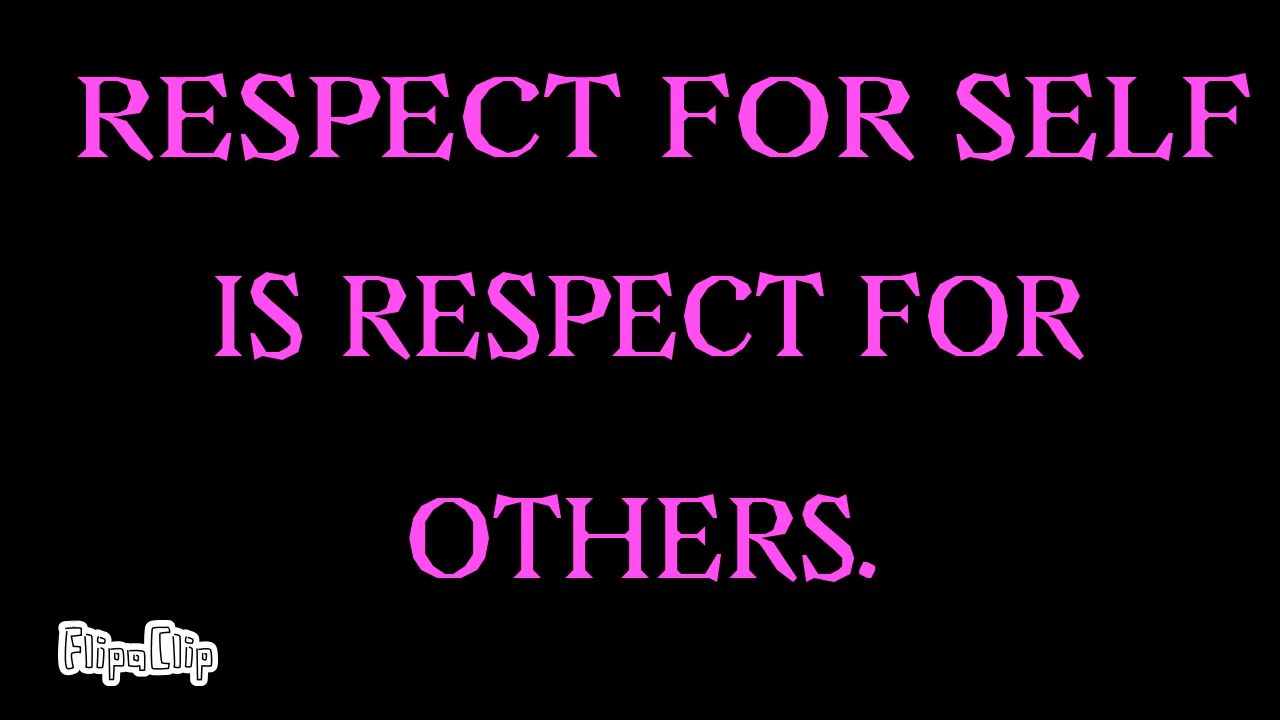 RESPECT FOR SELF
IS RESPECT FOR
OTHERS.
FlipaClip